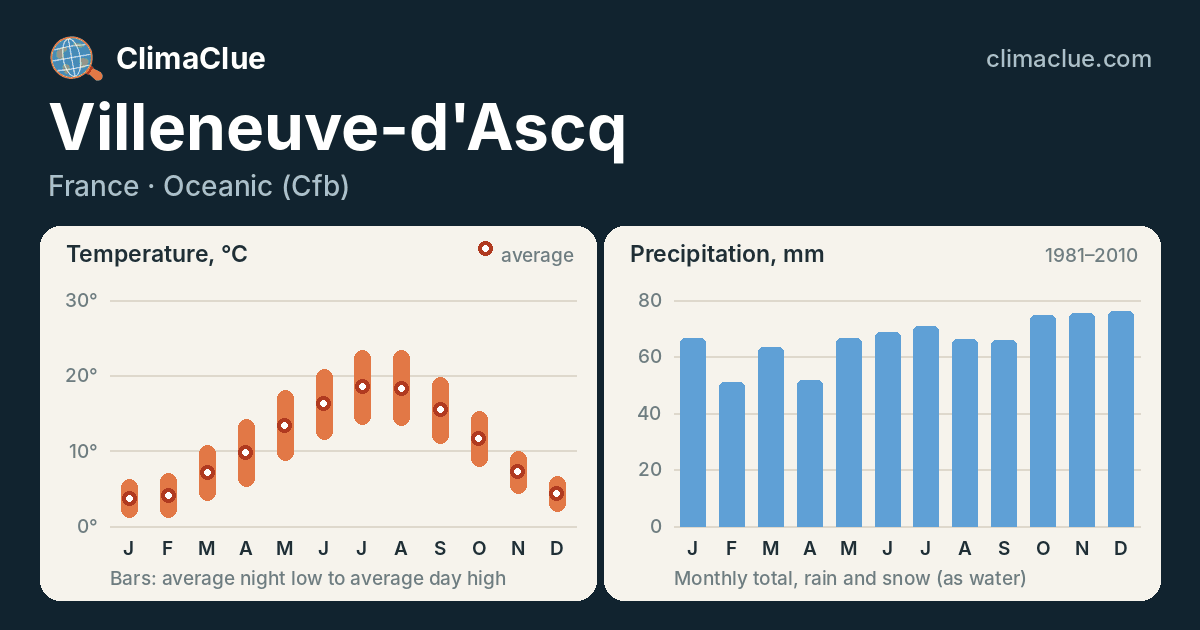 ClimaClue
climaclue.com
Villeneuve-d'Ascq
France · Oceanic (Cfb)
Temperature, °C
average
30°
20°
10°
0°
J F M A M J J A S O N D
Bars: average night low to average day high
Precipitation, mm
1981–2010
80
60
40
20
0
J F M A M J J A S O N D
Monthly total, rain and snow (as water)